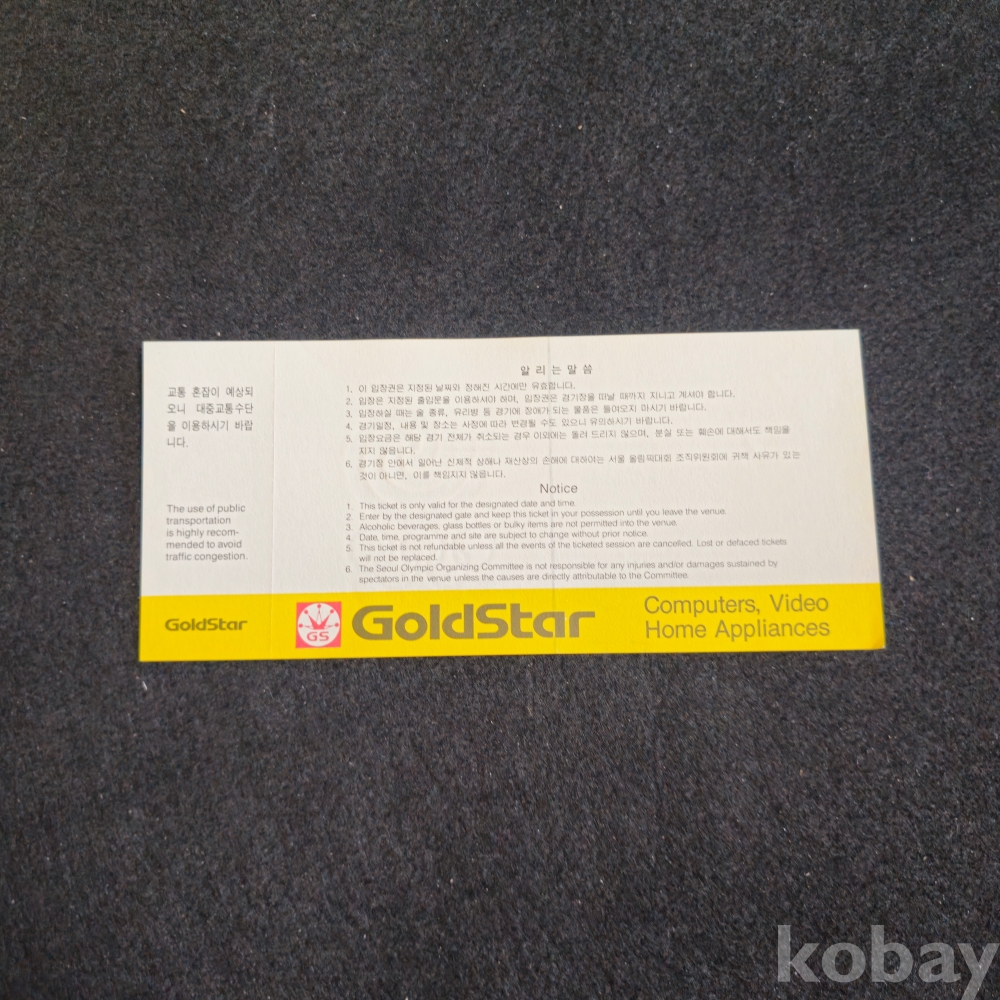 교통 혼잡이 예상되
오니 대중교통수단
을 이용하시기 바랍
니다.
The use of public
transportation
is highly recom-
mended to avoid
traffic congestion.
GoldStar
알 리 는 말 씀
1. 이 입장권은 지정된 날짜와 정해진 시간에만 유효합니다.
2. 입장은 지정된 출입문을 이용하셔야 하며, 입장권은 경기장을 떠날 때까지 지니고 계셔야 합니다.
3. 입장하실 때는 술 종류, 유리병 등 경기에 장애가 되는 물품은 들여오지 마시기 바랍니다.
4. 경기일정, 내용 및 장소는 사정에 따라 변경될 수도 있으니 유의하시기 바랍니다.
5. 입장요금은 해당 경기 전체가 취소되는 경우 이외에는 돌려 드리지 않으며, 분실 또는 훼손에 대해서도 책임을
지지 않읍니다.
6. 경기장 안에서 일어난 신체적 상해나 재산상의 손해에 대하여는 서울 올림픽대회 조직위원회에 귀책 사유가 있는
것이 아니면, 이를 책임지지 않읍니다.
Notice
1. This ticket is only valid for the designated date and time.
2. Enter by the designated gate and keep this ticket in your possession until you leave the venue.
3. Alcoholic beverages, glass bottles or bulky items are not permitted into the venue.
4. Date, time, programme and site are subject to change without prior notice.
5. This ticket is not refundable unless all the events of the ticketed session are cancelled. Lost or defaced tickets
will not be replaced.
6. The Seoul Olympic Organizing Committee is not responsible for any injuries and/or damages sustained by
spectators in the venue unless the causes are directly attributable to the Committee.
GS
GoldStar
Computers, Video
Home Appliances
kobay